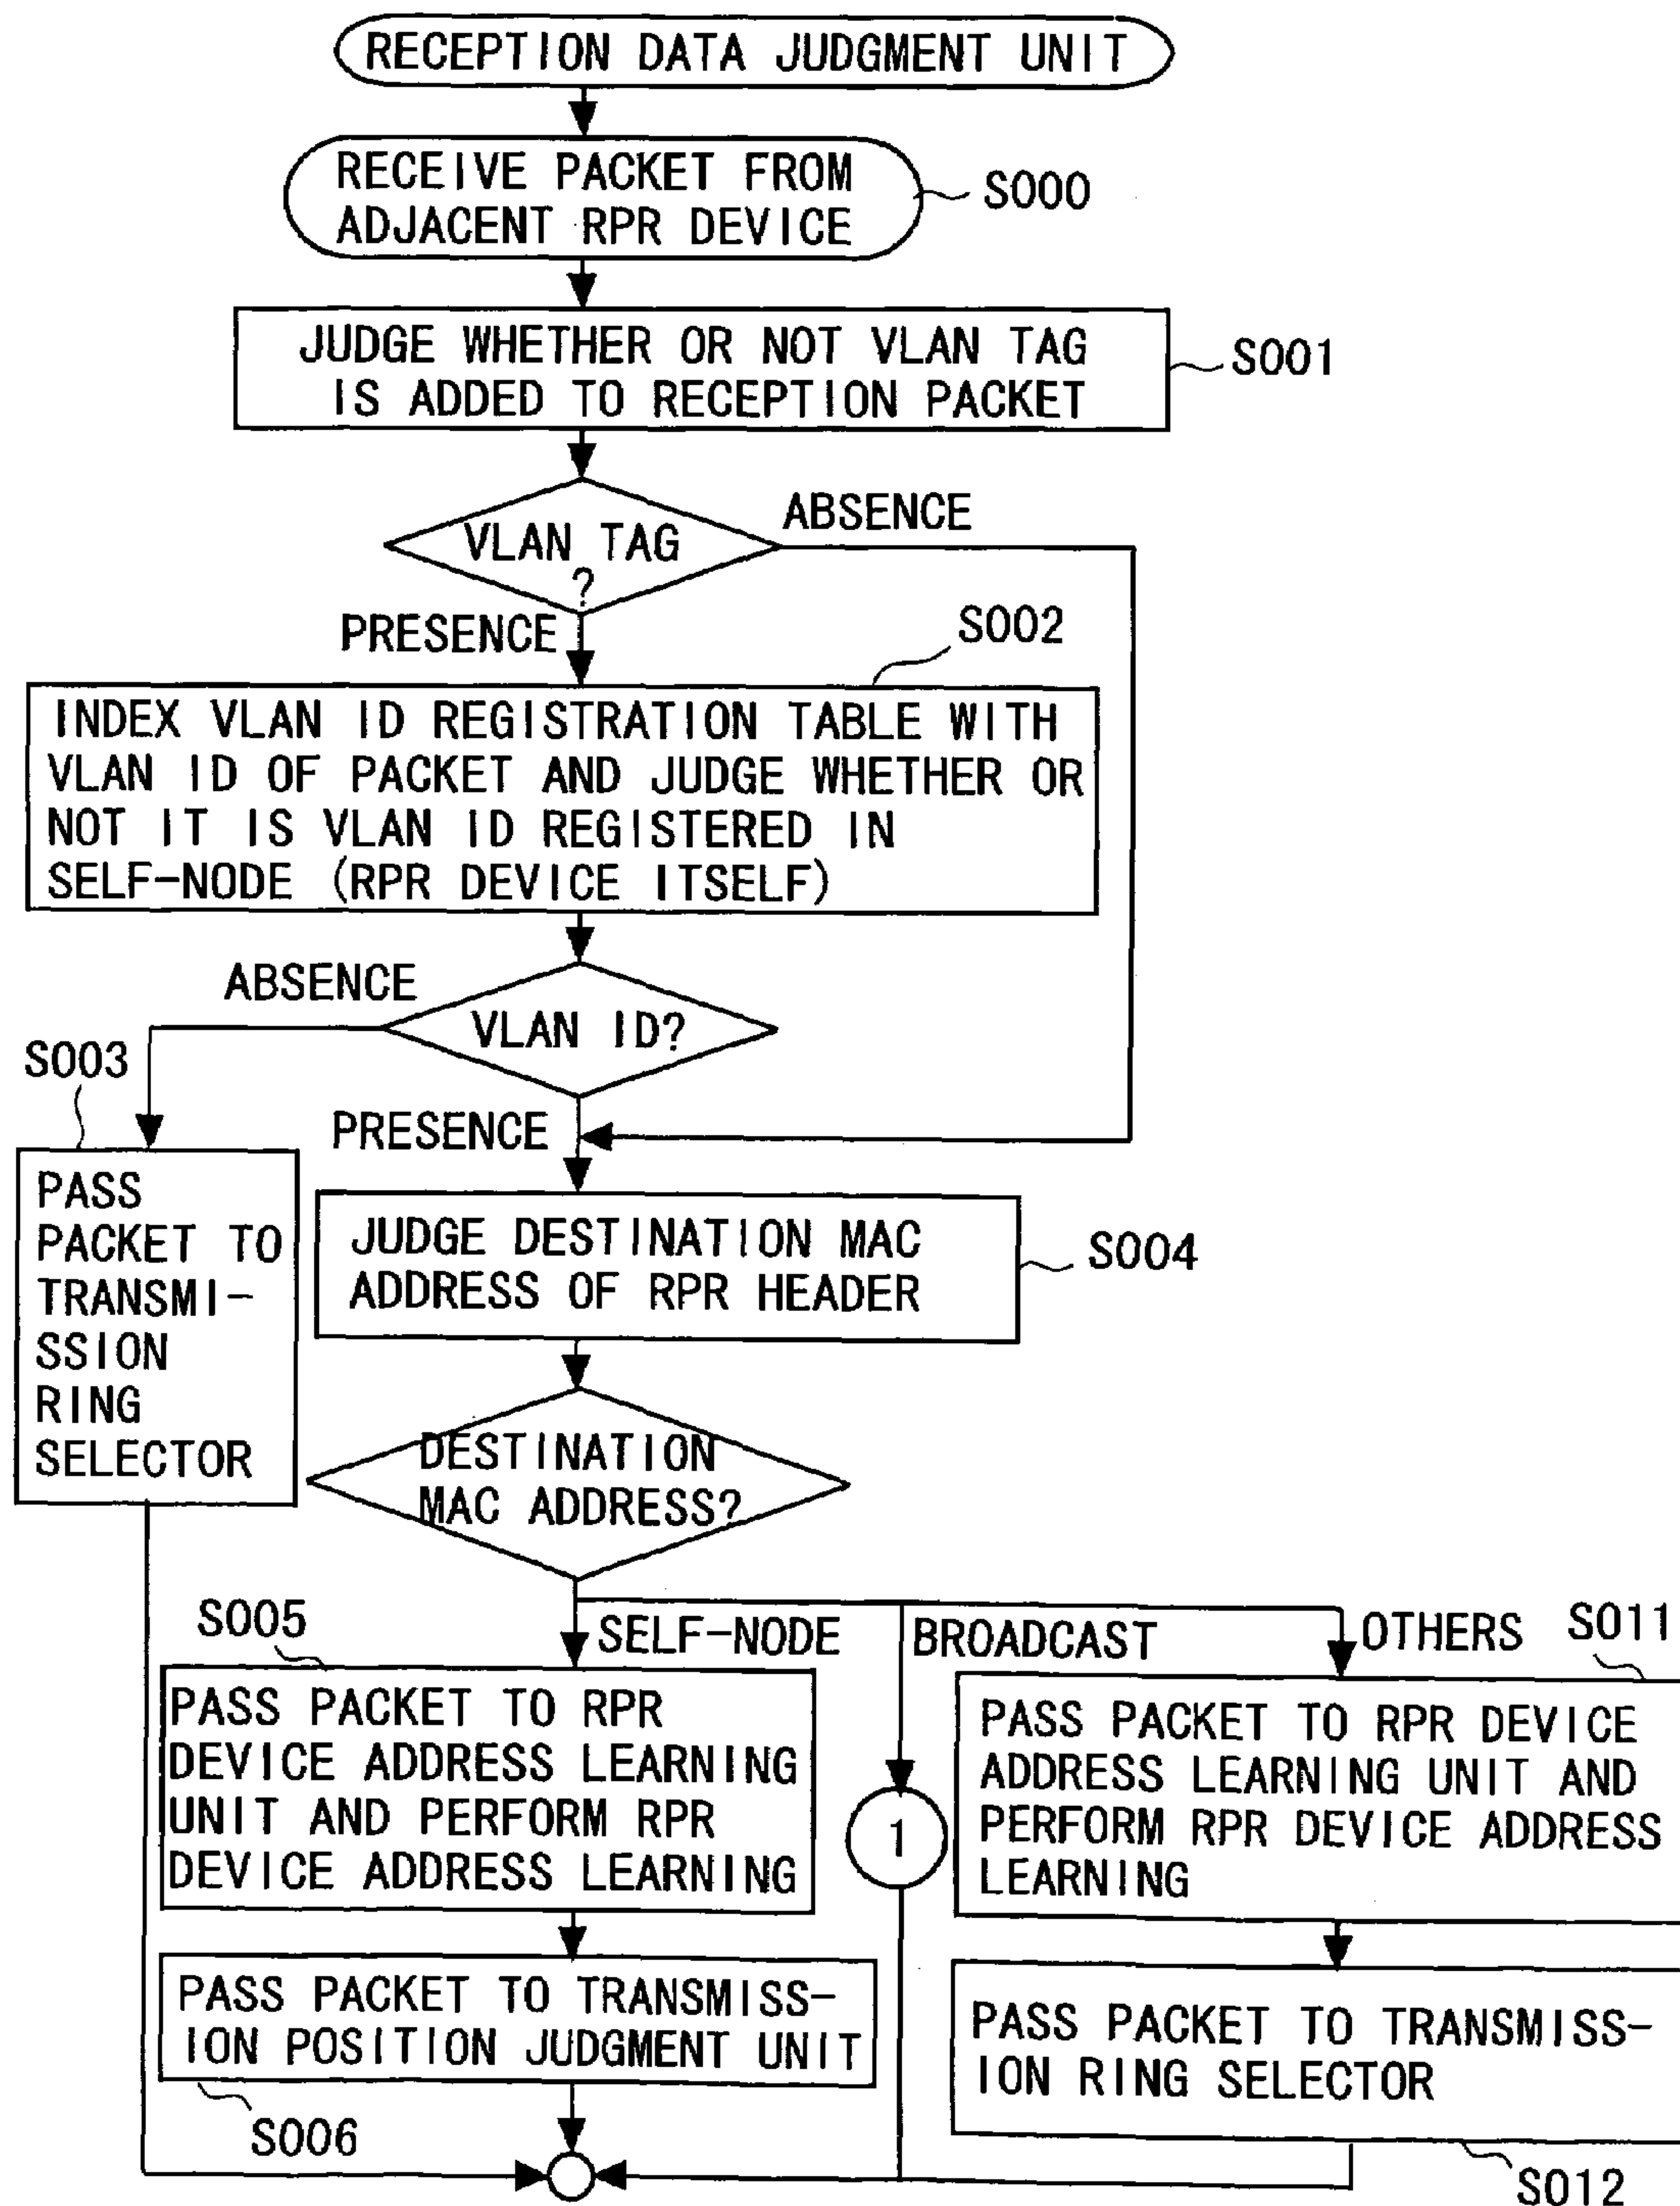 RECEPTION DATA JUDGMENT UNIT
RECEIVE PACKET FROM
ADJACENT RPR DEVICE
S000
JUDGE WHETHER OR NOT VLAN TAG
IS ADDED TO RECEPTION PACKET
S001
VLAN TAG
?
ABSENCE
PRESENCE
S002
INDEX VLAN ID REGISTRATION TABLE WITH
VLAN ID OF PACKET AND JUDGE WHETHER OR
NOT IT IS VLAN ID REGISTERED IN
SELF-NODE (RPR DEVICE ITSELF)
ABSENCE
VLAN ID?
S003
PRESENCE
PASS
PACKET TO
TRANSMI-
SSION
RING
SELECTOR
JUDGE DESTINATION MAC
ADDRESS OF RPR HEADER
S004
DESTINATION
MAC ADDRESS?
S005
SELF-NODE
BROADCAST
OTHERS
S011
PASS PACKET TO RPR
DEVICE ADDRESS LEARNING
UNIT AND PERFORM RPR
DEVICE ADDRESS LEARNING
1
PASS PACKET TO RPR DEVICE
ADDRESS LEARNING UNIT AND
PERFORM RPR DEVICE ADDRESS
LEARNING
PASS PACKET TO TRANSMISS-
ION POSITION JUDGMENT UNIT
S006
PASS PACKET TO TRANSMISS-
ION RING SELECTOR
S012